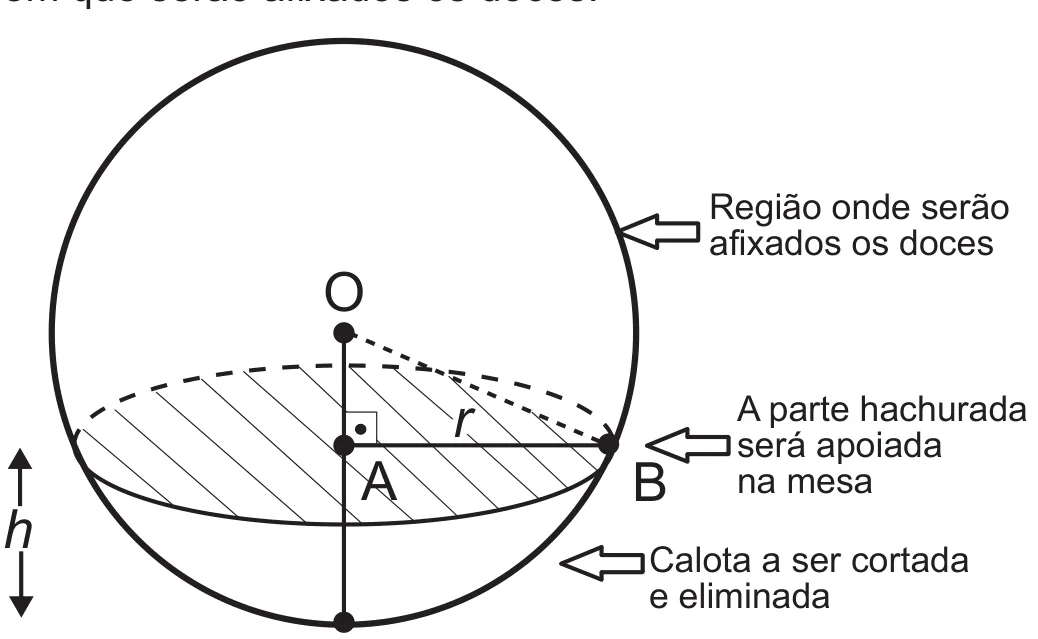 em que serão afixados os doces.
Região onde serão
afixados os doces
O
A parte hachurada
será apoiada
na mesa
r
A
B
h
Calota a ser cortada
e eliminada